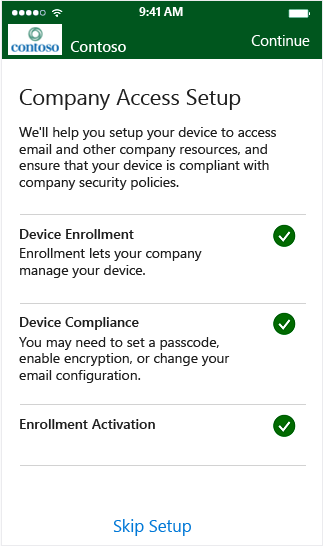 9:41 AM
contoso
Contoso
Continue
Company Access Setup
We'll help you setup your device to access
email and other company resources, and
ensure that your device is compliant with
company security policies.
Device Enrollment
Enrollment lets your company
manage your device.
Device Compliance
You may need to set a passcode,
enable encryption, or change your
email configuration.
Enrollment Activation
Skip Setup